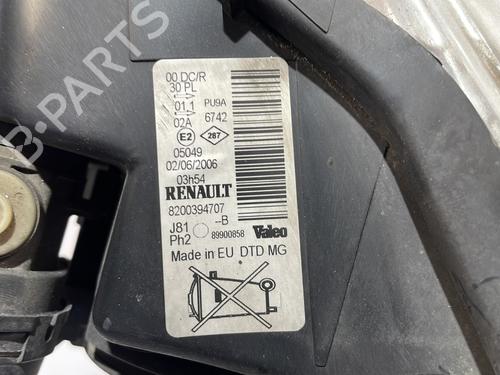 00 DC/R
30 PL
01,1 PU9A
02A 6742
E2 287
05049
02/06/2006
03h54
RENAULT
8200394707
J81 --B
Ph2 89900858 Valeo
Made in EU DTD MG